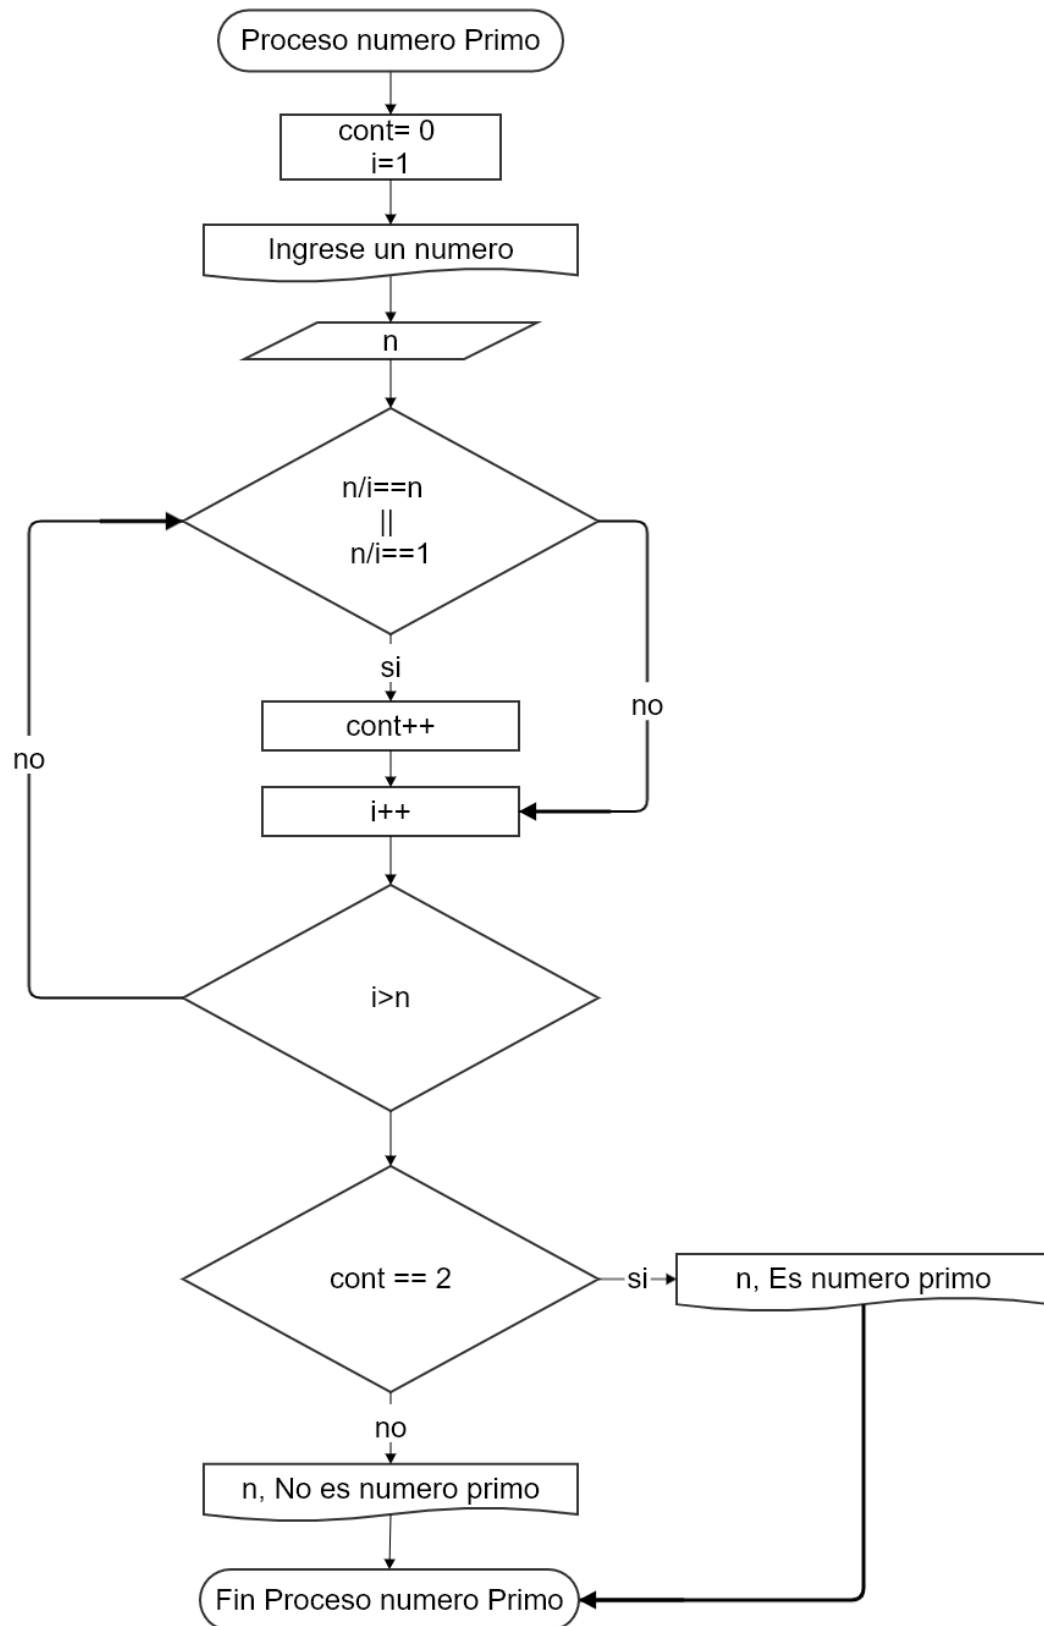 Proceso numero Primo
cont= 0
i=1
Ingrese un numero
n
n/i==n
||
n/i==1
si
no
cont++
no
i++
i>n
cont == 2
si
n, Es numero primo
no
n, No es numero primo
Fin Proceso numero Primo